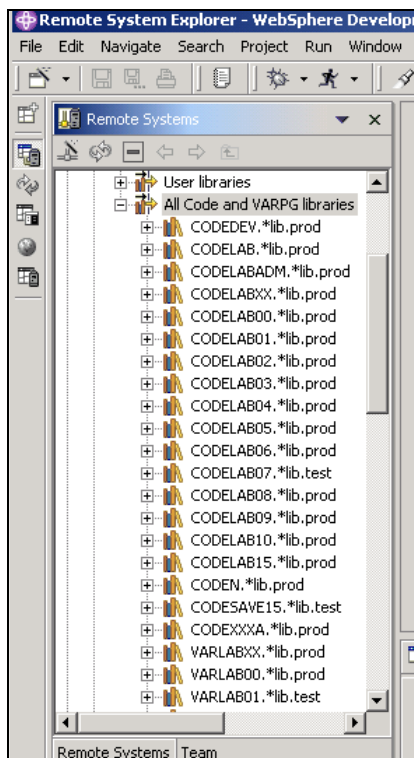 Remote System Explorer - WebSphere Develop
File Edit Navigate Search Project Run Window
Remote Systems
User libraries
All Code and VARPG libraries
CODEDEV.*lib.prod
CODELAB.*lib.prod
CODELABADM.*lib.prod
CODELABXX.*lib.prod
CODELAB00.*lib.prod
CODELAB01.*lib.prod
CODELAB02.*lib.prod
CODELAB03.*lib.prod
CODELAB04.*lib.prod
CODELAB05.*lib.prod
CODELAB06.*lib.prod
CODELAB07.*lib.test
CODELAB08.*lib.prod
CODELAB09.*lib.prod
CODELAB10.*lib.prod
CODELAB15.*lib.prod
CODEN.*lib.prod
CODESAVE15.*lib.test
CODEXXXA.*lib.prod
VARLABXX.*lib.prod
VARLAB00.*lib.prod
VARLAB01.*lib.test
Remote Systems Team